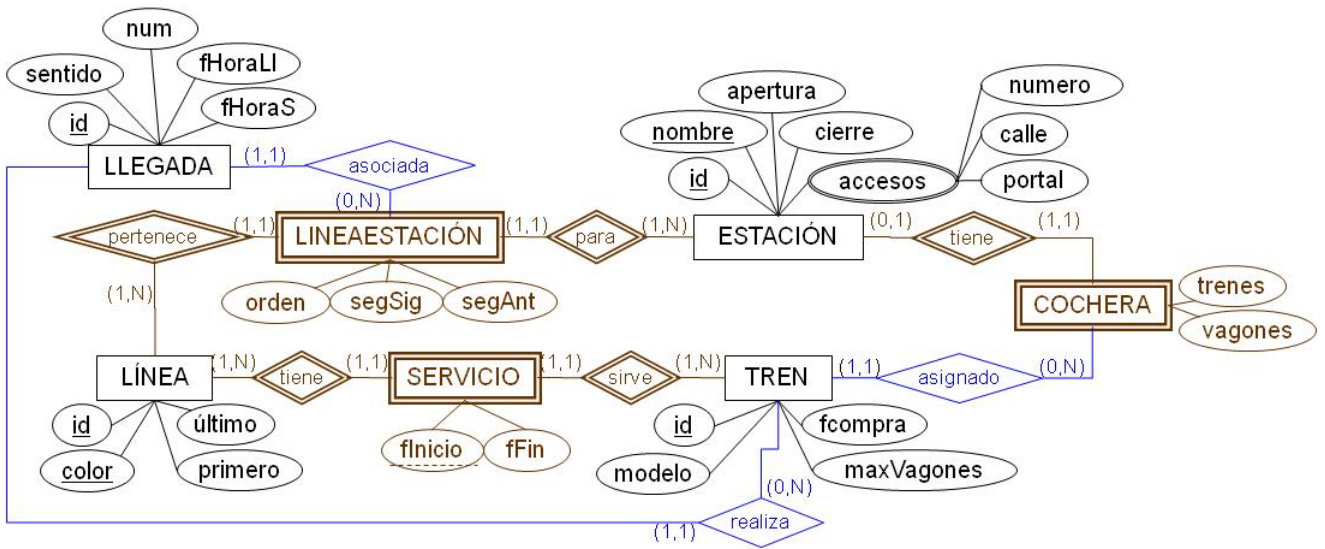 num
sentido
fHoraLl
fHoraS
id
LLEGADA
(1,1)
asociada
(0,N)
apertura
nombre
cierre
id
accesos
numero
calle
portal
ESTACIÓN
pertenece
(1,1)
LINEAESTACIÓN
(1,1)
para
(1,N)
(0,1)
tiene
(1,1)
orden
segSig
segAnt
COCHERA
trenes
vagones
(1,N)
LÍNEA
(1,N)
tiene
(1,1)
SERVICIO
(1,1)
sirve
(1,N)
TREN
(1,1)
asignado
(0,N)
id
último
color
primero
fInicio
fFin
id
fcompra
modelo
maxVagones
(0,N)
realiza
(1,1)